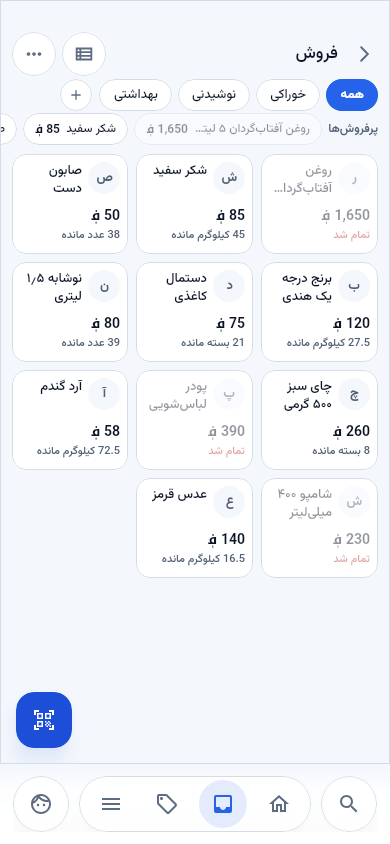 فروش
همه
خوراکی
نوشیدنی
بهداشتی
پرفروش‌ها
روغن آفتاب‌گردان ۵ لیتـ... 1,650 ؋
شکر سفید 85 ؋
ر
روغن آفتاب‌گردا...
1,650 ؋
تمام شد
ش
شکر سفید
85 ؋
45 کیلوگرم مانده
ص
صابون دست
50 ؋
38 عدد مانده
ب
برنج درجه یک هندی
120 ؋
27.5 کیلوگرم مانده
د
دستمال کاغذی
75 ؋
21 بسته مانده
ن
نوشابه ۱٫۵ لیتری
80 ؋
39 عدد مانده
چ
چای سبز ۵۰۰ گرمی
260 ؋
8 بسته مانده
پ
پودر لباس‌شویی
390 ؋
تمام شد
آ
آرد گندم
58 ؋
72.5 کیلوگرم مانده
ش
شامپو ۴۰۰ میلی‌لیتر
230 ؋
تمام شد
ع
عدس قرمز
140 ؋
16.5 کیلوگرم مانده